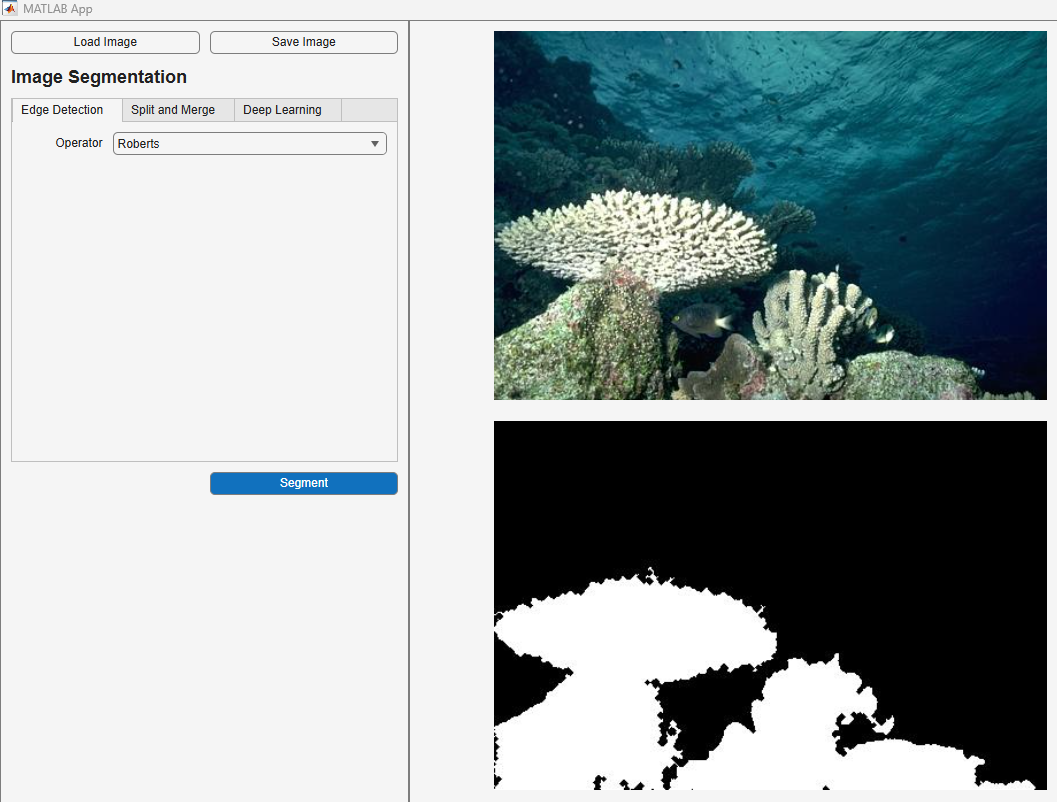 MATLAB App
Load Image
Save Image
Image Segmentation
Edge Detection
Split and Merge
Deep Learning
Operator
Roberts
Segment